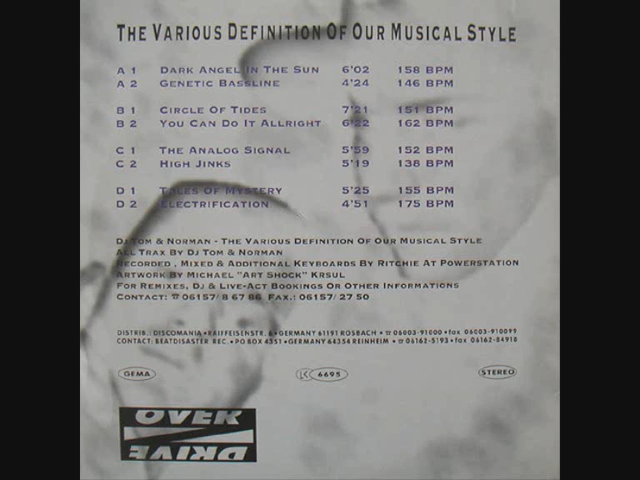 THE VARIOUS DEFINITION OF OUR MUSICAL STYLE
A 1 DARK ANGEL IN THE SUN 6'02 158 BPM
A 2 GENETIC BASSLINE 4'24 146 BPM
B 1 CIRCLE OF TIDES 7'21 151 BPM
B 2 YOU CAN DO IT ALLRIGHT 6'22 162 BPM
C 1 THE ANALOG SIGNAL 5'59 152 BPM
C 2 HIGH JINKS 5'19 138 BPM
D 1 TALES OF MYSTERY 5'25 155 BPM
D 2 ELECTRIFICATION 4'51 175 BPM
DJ TOM & NORMAN - THE VARIOUS DEFINITION OF OUR MUSICAL STYLE
ALL TRAX BY DJ TOM & NORMAN
RECORDED , MIXED & ADDITIONAL KEYBOARDS BY RITCHIE AT POWERSTATION
ARTWORK BY MICHAEL "ART SHOCK" KRSUL
FOR REMIXES, DJ & LIVE-ACT BOOKINGS OR OTHER INFORMATIONS
CONTACT: ☎ 06157/ 8 67 86 FAX.: 06157/ 27 50
DISTRIB.: DISCOMANIA • RAIFFEISENSTR. 6 • GERMANY 61191 ROSBACH • ☎ 06003-91000 • fax 06003-910099
CONTACT: BEATDISASTER REC. • PO BOX 4351 • GERMANY 64354 REINHEIM • ☎ 06162-5193 • fax 06162-84918
GEMA LC 6695 STEREO
OVER
DRIVE